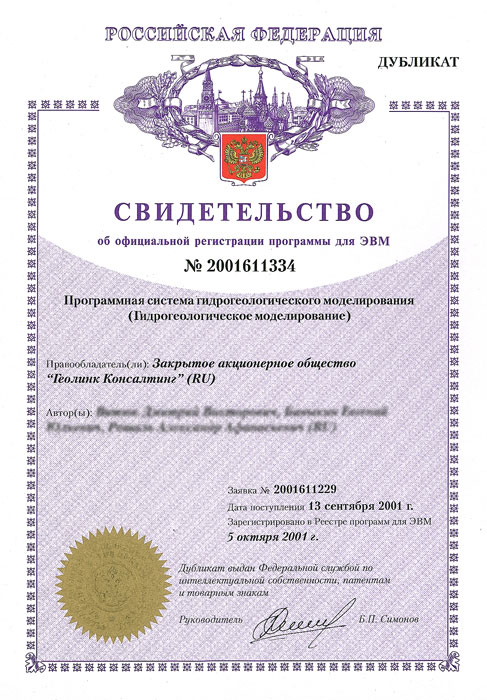 РОССИЙСКАЯ ФЕДЕРАЦИЯ
ДУБЛИКАТ
СВИДЕТЕЛЬСТВО
об официальной регистрации программы для ЭВМ
№ 2001611334
Программная система гидрогеологического моделирования
(Гидрогеологическое моделирование)
Правообладатель(ли): Закрытое акционерное общество
“Геолинк Консалтинг” (RU)
Автор(ы):
Заявка № 2001611229
Дата поступления 13 сентября 2001 г.
Зарегистрировано в Реестре программ для ЭВМ
5 октября 2001 г.
Дубликат выдан Федеральной службой по
интеллектуальной собственности, патентам
и товарным знакам
Руководитель Б.П. Симонов